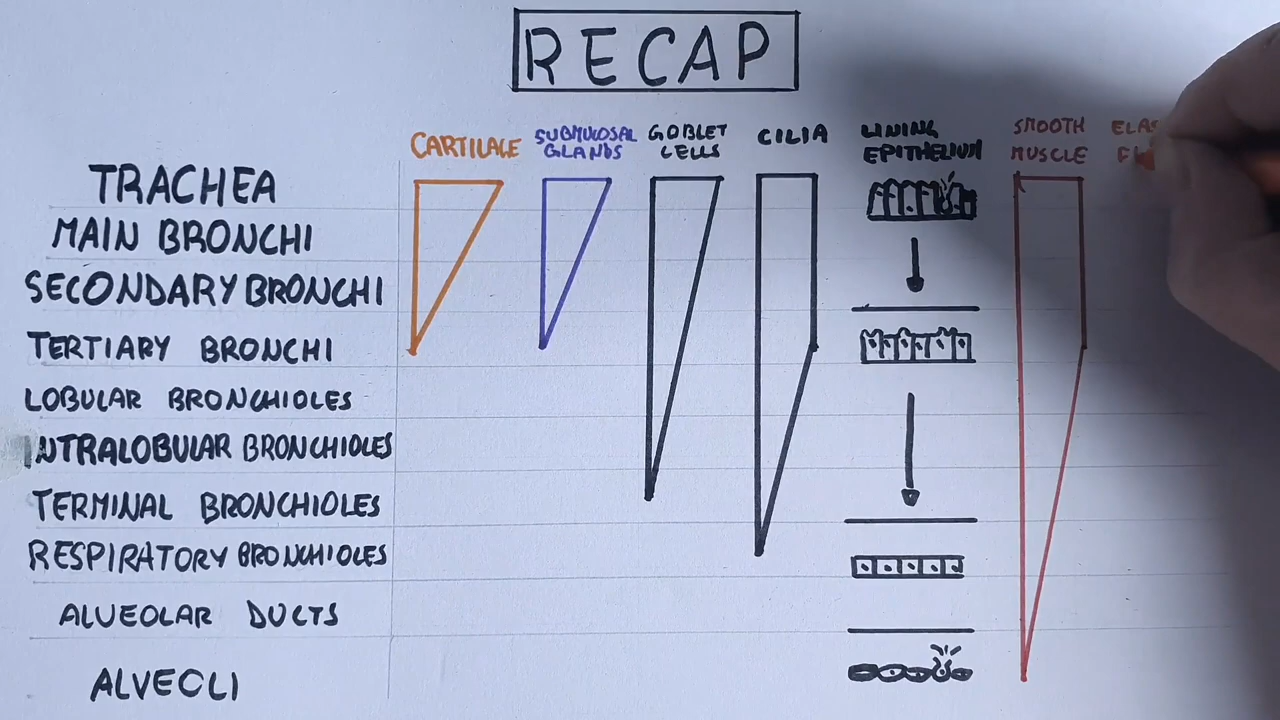 RECAP
CARTILAGE
SUBMUCOSAL
GLANDS
GOBLET
CELLS
CILIA
LINING
EPITHELIUM
SMOOTH
MUSCLE
TRACHEA
MAIN BRONCHI
SECONDARY BRONCHI
TERTIARY BRONCHI
LOBULAR BRONCHIOLES
INTRALOBULAR BRONCHIOLES
TERMINAL BRONCHIOLES
RESPIRATORY BRONCHIOLES
ALVEOLAR DUCTS
ALVEOLI